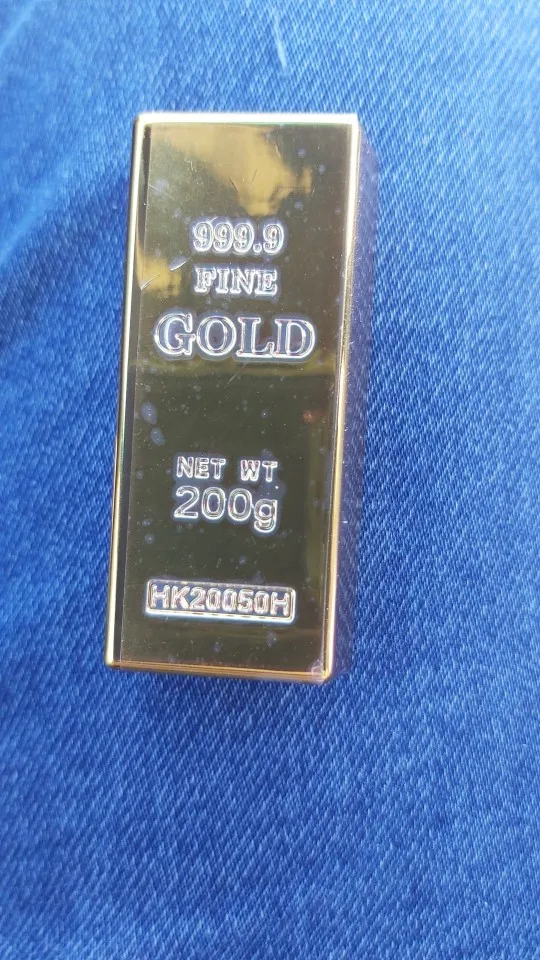 999.9
FINE
GOLD
NET WT
200g
HK20050H